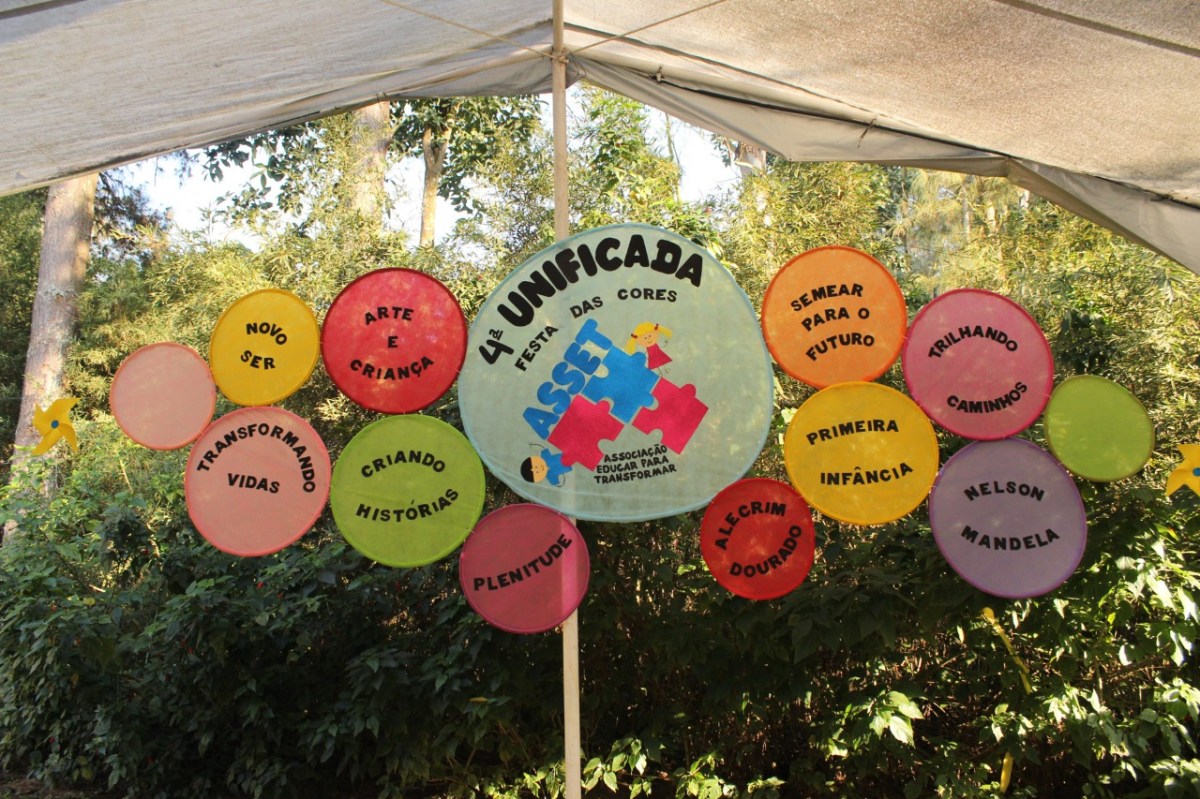 NOVO
SER
ARTE
E
CRIANÇA
TRANSFORMANDO
VIDAS
CRIANDO
HISTÓRIAS
PLENITUDE
4ª UNIFICADA
FESTA DAS CORES
ASSET
ASSOCIAÇÃO
EDUCAR PARA
TRANSFORMAR
SEMEAR
PARA O
FUTURO
TRILHANDO
CAMINHOS
PRIMEIRA
INFÂNCIA
ALECRIM
DOURADO
NELSON
MANDELA